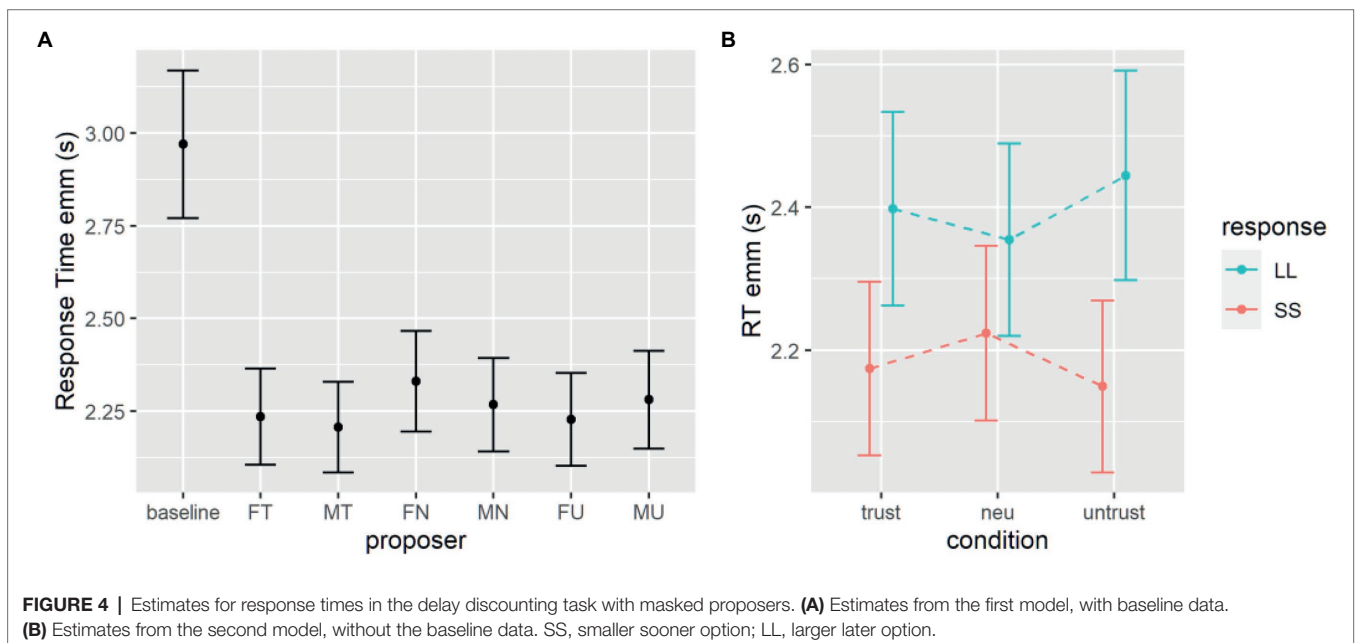 A
B
3.00
2.75
2.50
2.25
Response Time emm (s)
baseline FT MT FN MN FU MU
proposer
2.6
2.4
2.2
RT emm (s)
trust neu untrust
condition
response
LL
SS
FIGURE 4 | Estimates for response times in the delay discounting task with masked proposers. (A) Estimates from the first model, with baseline data.
(B) Estimates from the second model, without the baseline data. SS, smaller sooner option; LL, larger later option.